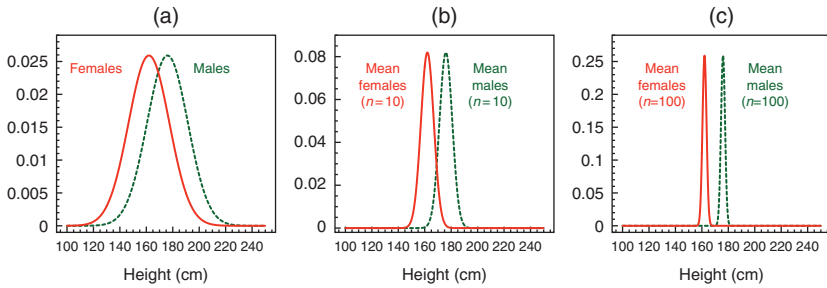 (a)
0.025
0.02
0.015
0.01
0.005
0
Females
Males
100 120 140 160 180 200 220 240
Height (cm)
(b)
0.08
0.06
0.04
0.02
0
Mean
females
(n=10)
Mean
males
(n=10)
100 120 140 160 180 200 220 240
Height (cm)
(c)
0.25
0.2
0.15
0.1
0.05
0
Mean
females
(n=100)
Mean
males
(n=100)
100 120 140 160 180 200 220 240
Height (cm)